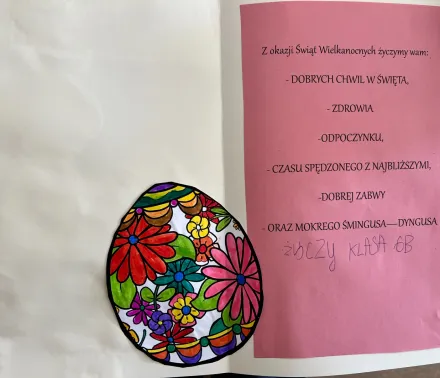 Z okazji Świąt Wielkanocnych życzymy wam:
- DOBRYCH CHWIL W ŚWIĘTA,
- ZDROWIA
-ODPOCZYNKU,
- CZASU SPĘDZONEGO Z NAJBLIŻSZYMI,
-DOBREJ ZABWY
- ORAZ MOKREGO ŚMINGUSA—DYNGUSA
ŻYCZY KLASA 6B